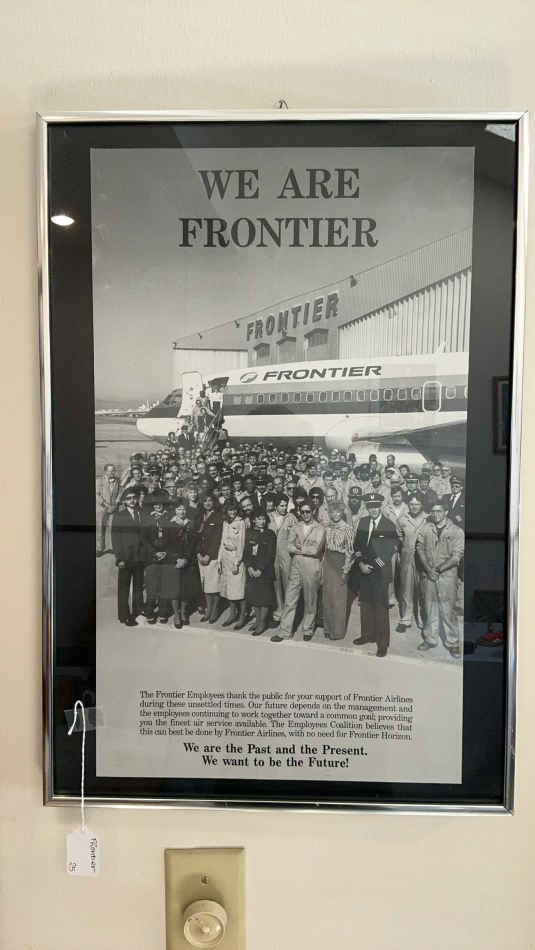 WE ARE
FRONTIER
FRONTIER
FRONTIER
The Frontier Employees thank the public for your support of Frontier Airlines
during these unsettled times. Our future depends on the management and
the employees continuing to work together toward a common goal; providing
you the finest air service available. The Employees Coalition believes that
this can best be done by Frontier Airlines, with no need for Frontier Horizon.
We are the Past and the Present.
We want to be the Future!
Frontier